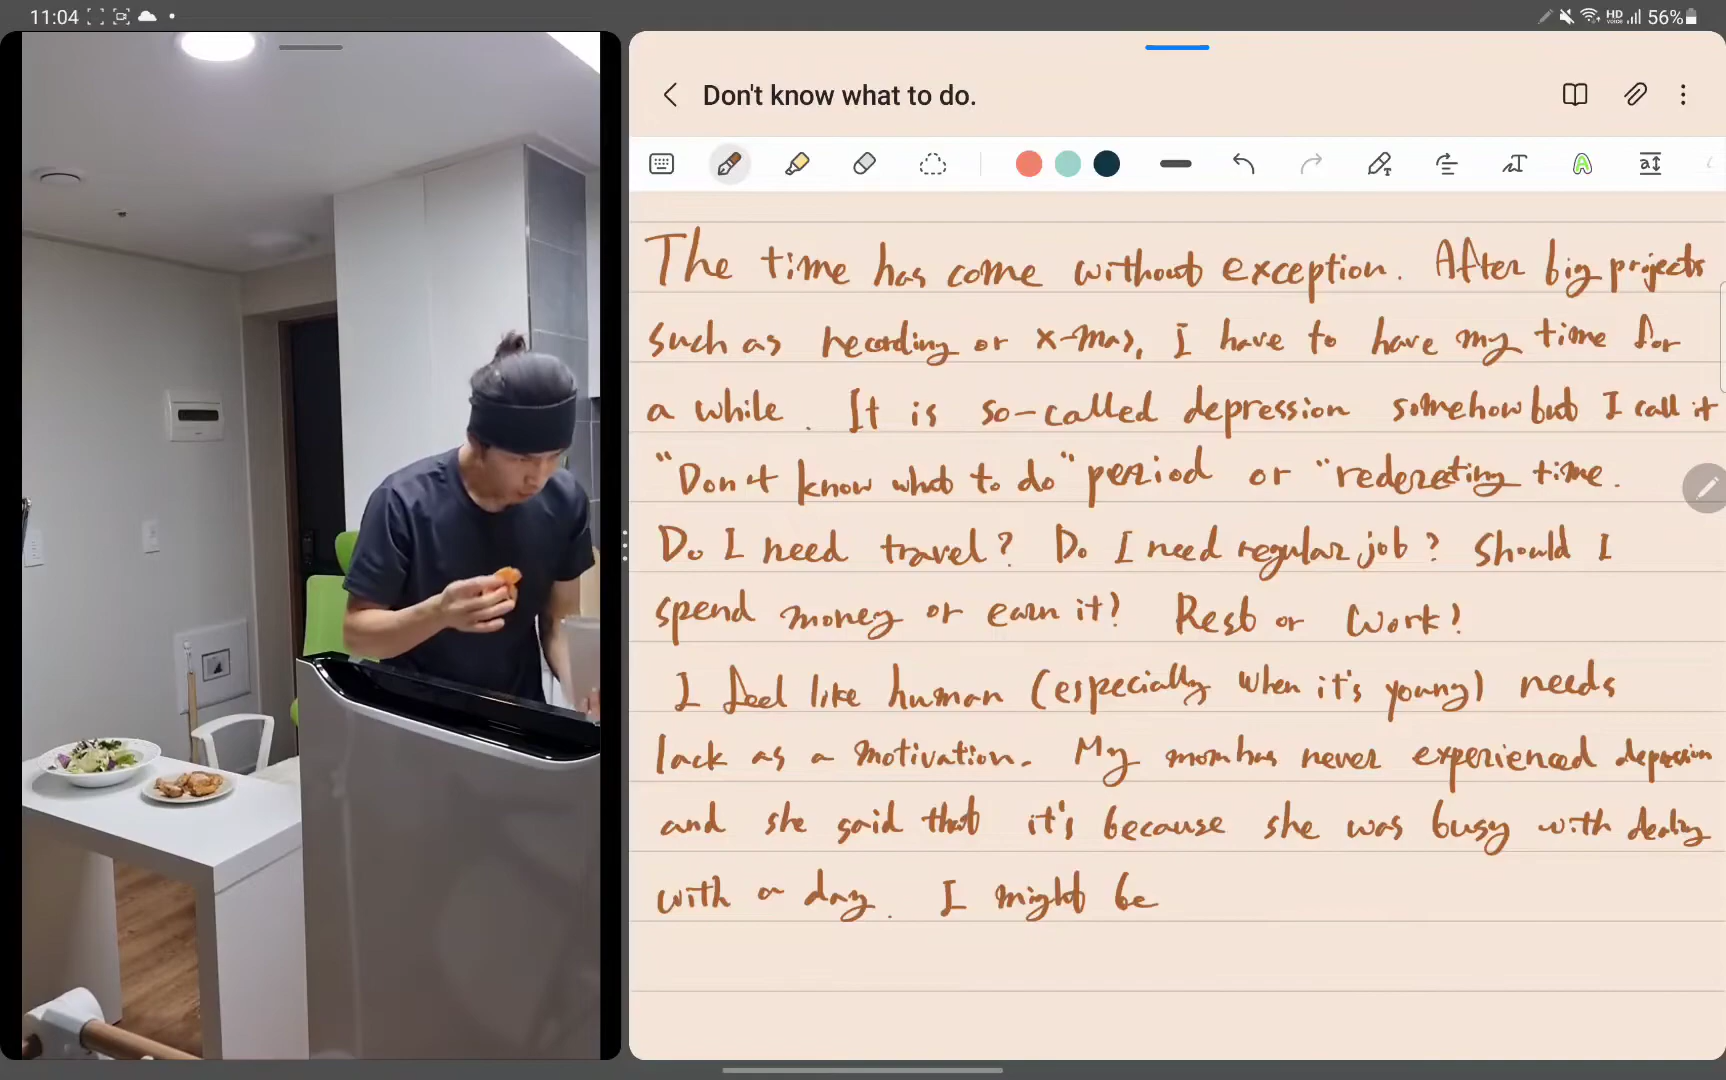 11:04
HD
VOICE
56%
Don't know what to do.
The time has come without exception. After big projects
such as recording or x-mas, I have to have my time for
a while. It is so-called depression somehow but I call it
"Don't know what to do" period or "rederecting time.
Do I need travel? Do I need regular job? Should I
spend money or earn it? Rest or Work?
I feel like human (especially when it's young) needs
lack as a motivation. My mom has never experienced depression
and she said that it's because she was busy with dealing
with a day. I might be